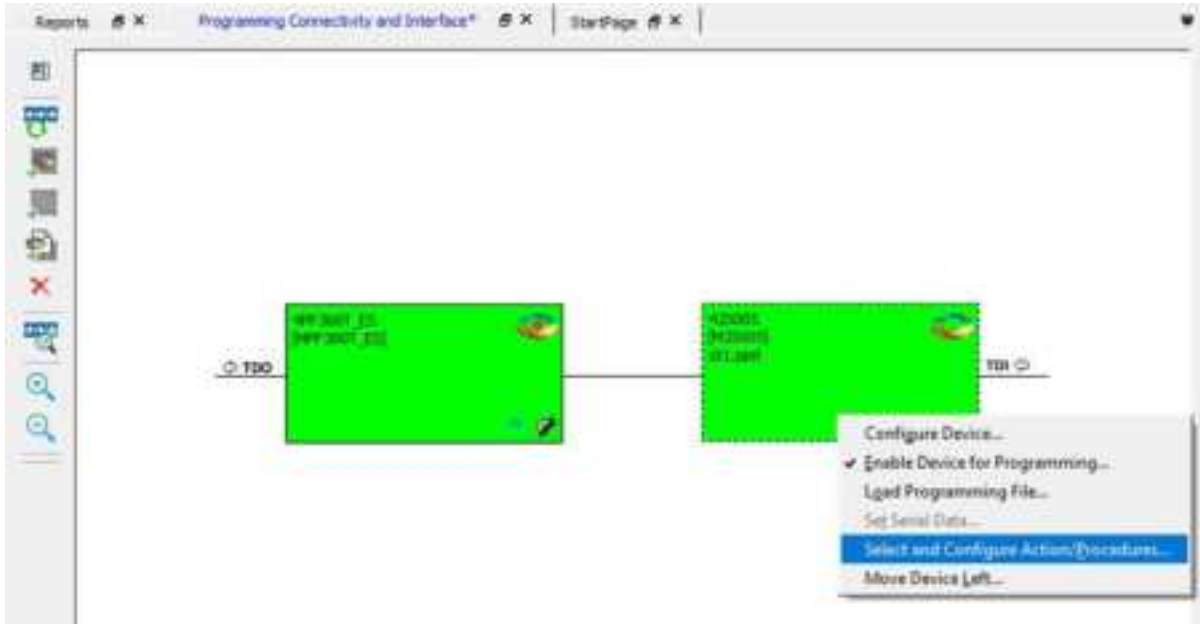 Reports
Programming Connectivity and Interface*
StartPage
TDO
TDI
Configure Device...
Enable Device for Programming...
Load Programming File...
Set Serial Data...
Select and Configure Action/Procedures...
Move Device Left...